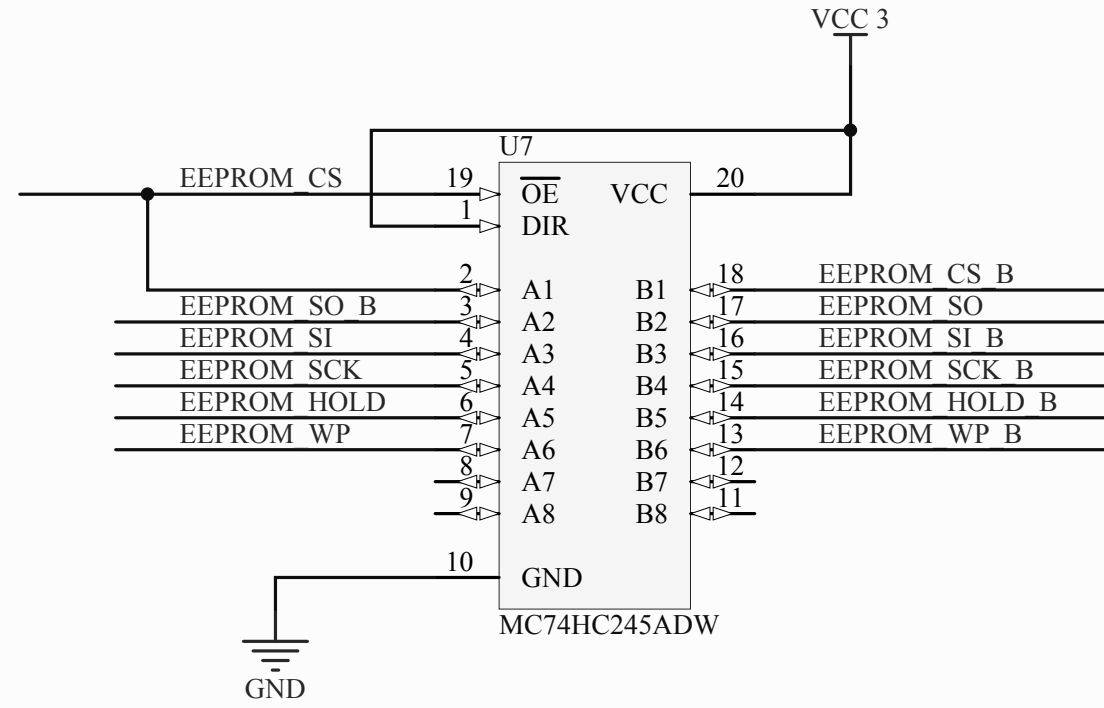 VCC 3
U7
EEPROM_CS 19 OE VCC 20
1 DIR
2 A1 B1 18 EEPROM_CS_B
EEPROM_SO_B 3 A2 B2 17 EEPROM_SO
EEPROM_SI 4 A3 B3 16 EEPROM_SI_B
EEPROM_SCK 5 A4 B4 15 EEPROM_SCK_B
EEPROM_HOLD 6 A5 B5 14 EEPROM_HOLD_B
EEPROM_WP 7 A6 B6 13 EEPROM_WP_B
8 A7 B7 12
9 A8 B8 11
10 GND
MC74HC245ADW
GND